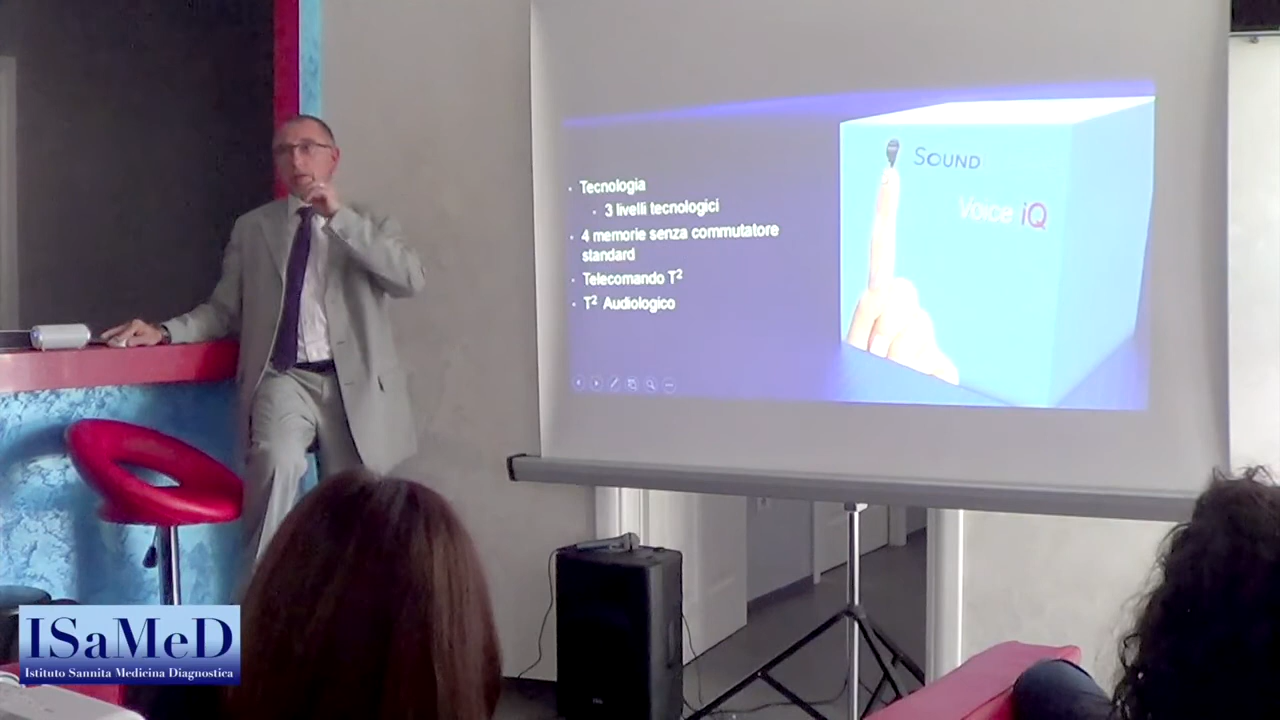 Tecnologia
3 livelli tecnologici
4 memorie senza commutatore
standard
Telecomando T²
T² Audiologico
SOUND
Voice iQ
ISaMeD
Istituto Sannita Medicina Diagnostica